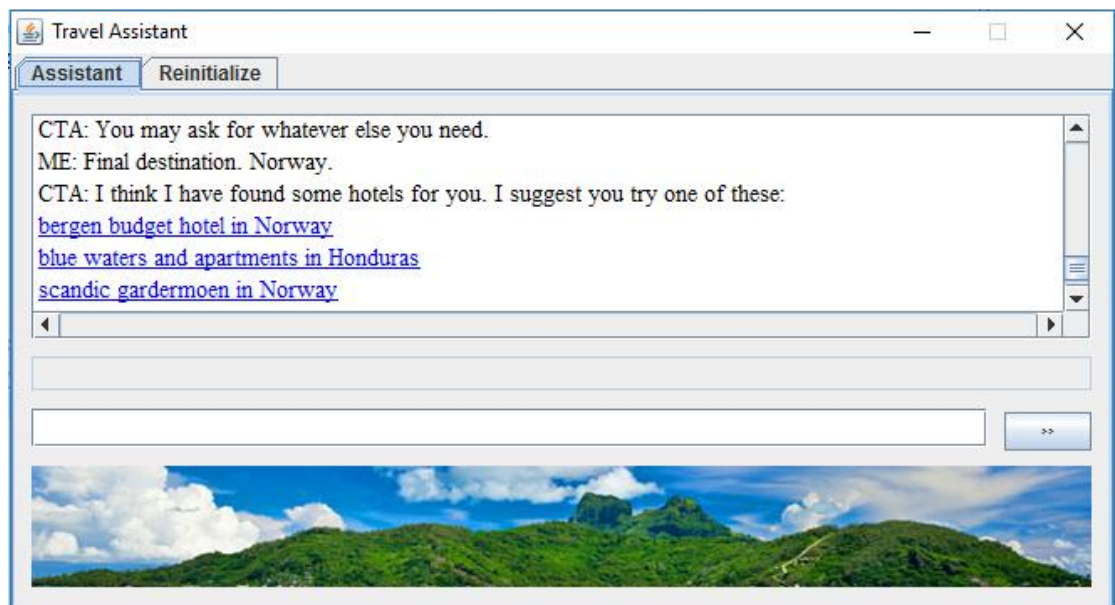 Travel Assistant
Assistant
Reinitialize
CTA: You may ask for whatever else you need.
ME: Final destination. Norway.
CTA: I think I have found some hotels for you. I suggest you try one of these:
bergen budget hotel in Norway
blue waters and apartments in Honduras
scandic gardermoen in Norway
>>